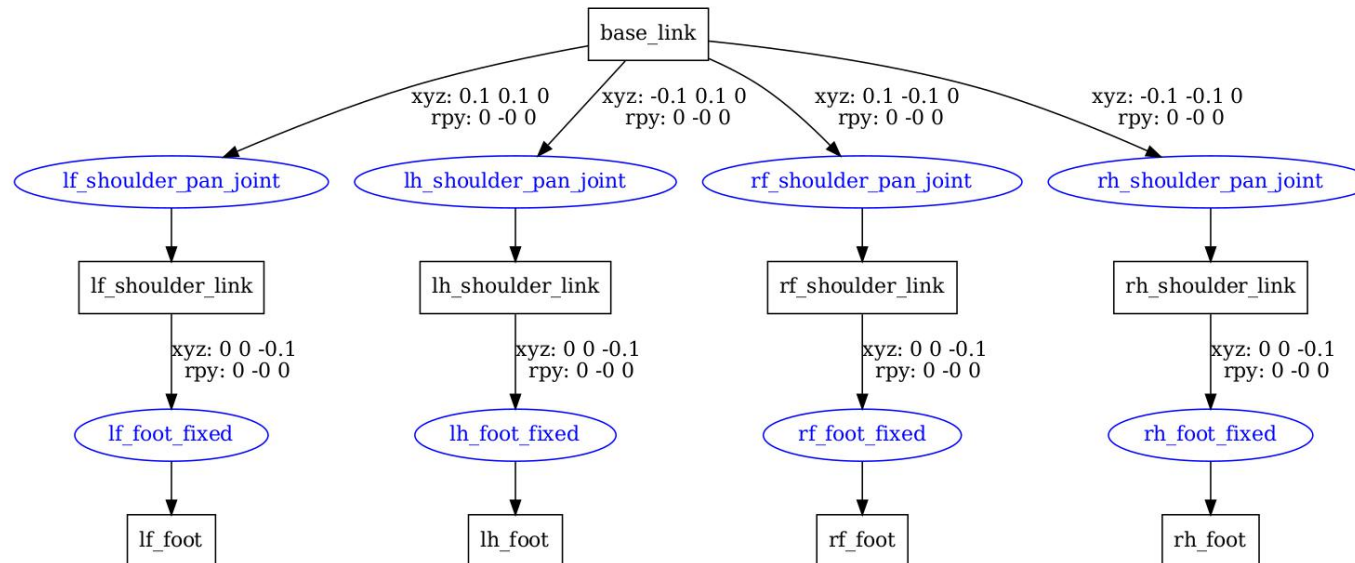 base_link
xyz: 0.1 0.1 0
rpy: 0 -0 0
xyz: -0.1 0.1 0
rpy: 0 -0 0
xyz: 0.1 -0.1 0
rpy: 0 -0 0
xyz: -0.1 -0.1 0
rpy: 0 -0 0
lf_shoulder_pan_joint
lh_shoulder_pan_joint
rf_shoulder_pan_joint
rh_shoulder_pan_joint
lf_shoulder_link
lh_shoulder_link
rf_shoulder_link
rh_shoulder_link
xyz: 0 0 -0.1
rpy: 0 -0 0
xyz: 0 0 -0.1
rpy: 0 -0 0
xyz: 0 0 -0.1
rpy: 0 -0 0
xyz: 0 0 -0.1
rpy: 0 -0 0
lf_foot_fixed
lh_foot_fixed
rf_foot_fixed
rh_foot_fixed
lf_foot
lh_foot
rf_foot
rh_foot